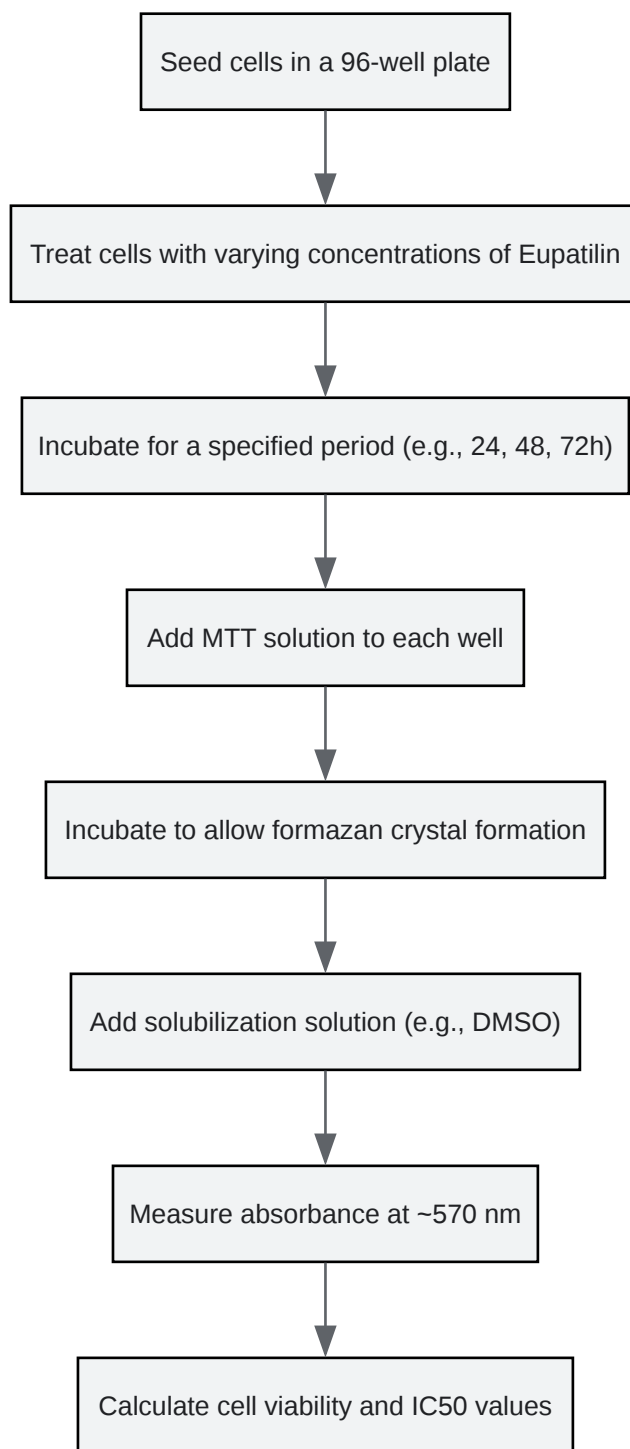 Seed cells in a 96-well plate
Treat cells with varying concentrations of Eupatilin
Incubate for a specified period (e.g., 24, 48, 72h)
Add MTT solution to each well
Incubate to allow formazan crystal formation
Add solubilization solution (e.g., DMSO)
Measure absorbance at ~570 nm
Calculate cell viability and IC50 values